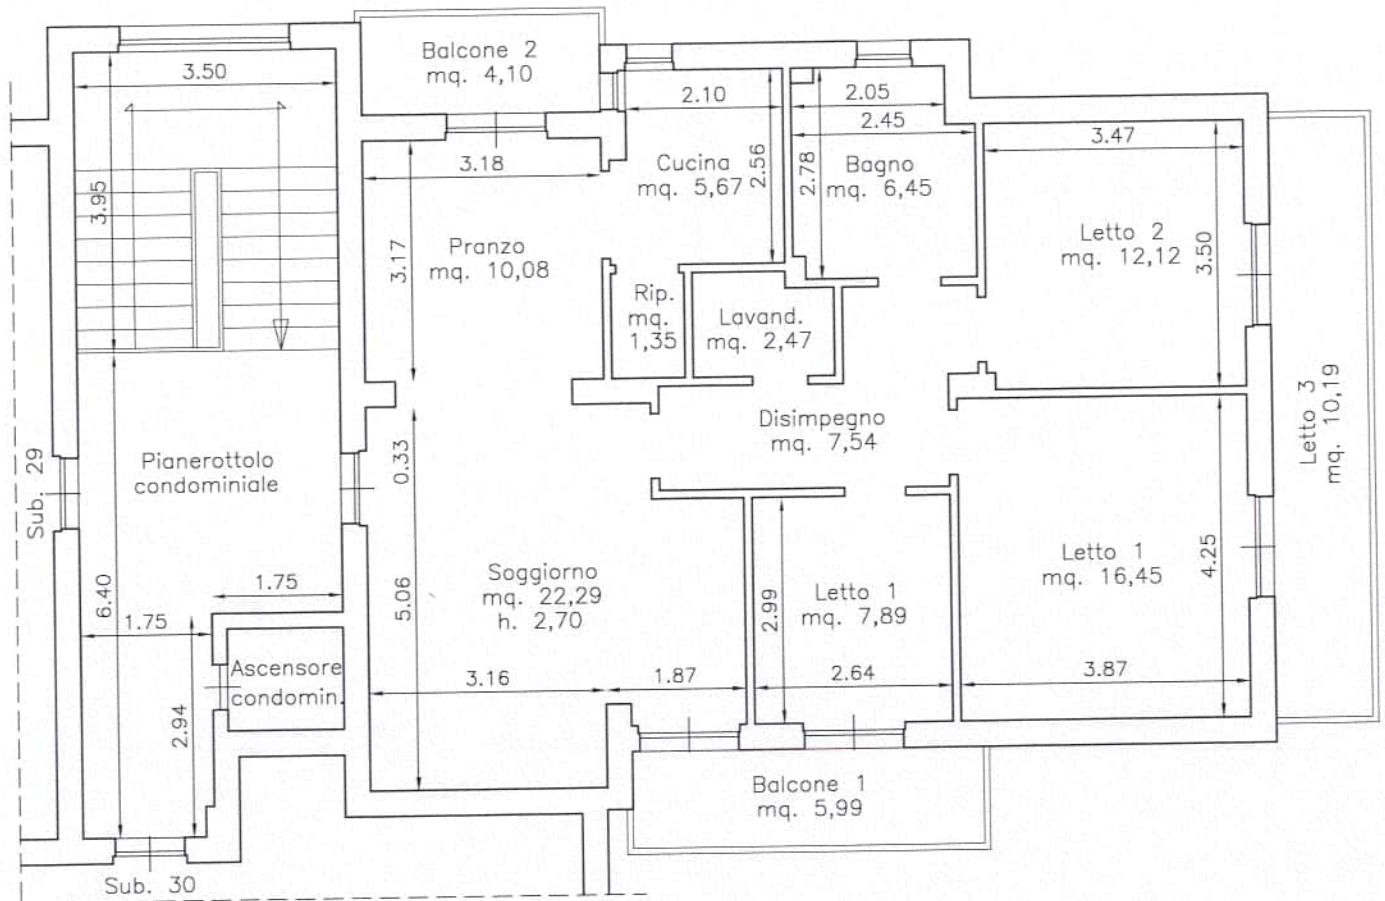 Balcone 2
mq. 4,10
3.50
2.10
2.05
2.45
3.47
3.18
Cucina
mq. 5,67
2.56
2.78
Bagno
mq. 6,45
3.95
Pranzo
mq. 10,08
3.17
Letto 2
mq. 12,12
3.50
Rip.
mq.
1,35
Lavand.
mq. 2,47
Disimpegno
mq. 7,54
Letto 3
mq. 10,19
Sub. 29
Pianerottolo
condominiale
0.33
6.40
1.75
1.75
Soggiorno
mq. 22,29
h. 2,70
5.06
2.99
Letto 1
mq. 7,89
Letto 1
mq. 16,45
4.25
Ascensore
condomin.
2.94
3.16
1.87
2.64
3.87
Balcone 1
mq. 5,99
Sub. 30